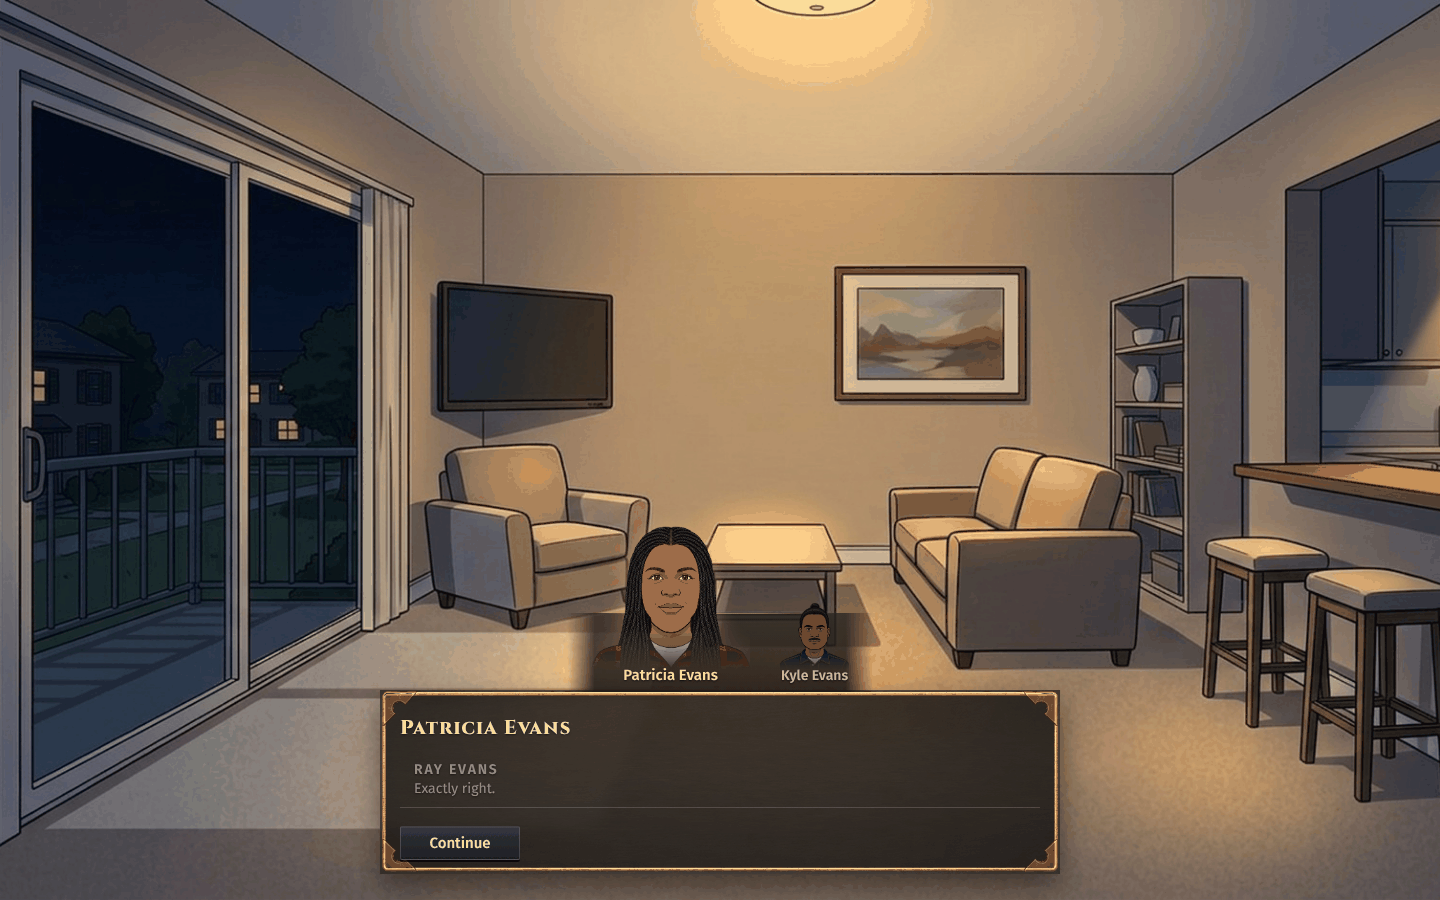 Patricia Evans
Kyle Evans
Patricia Evans
RAY EVANS
Exactly right.
Continue